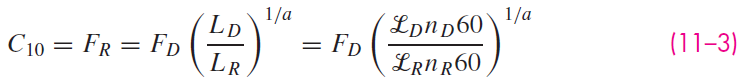 C₁₀ = F_R = F_D (L_D / L_R)^{1/a} = F_D (ℒ_D n_D 60 / ℒ_R n_R 60)^{1/a} (11–3)